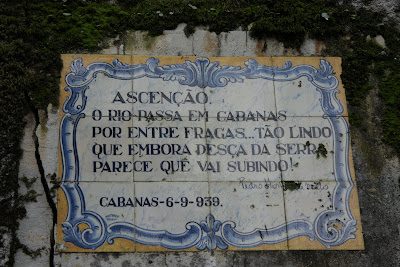 ASCENÇÃO.
O RIO PASSA EM CABANAS
POR ENTRE FRAGAS...TÃO LINDO
QUE EMBORA DESÇA DA SERRA
PARECE QUE VAI SUBINDO!
CABANAS-6-9-939.